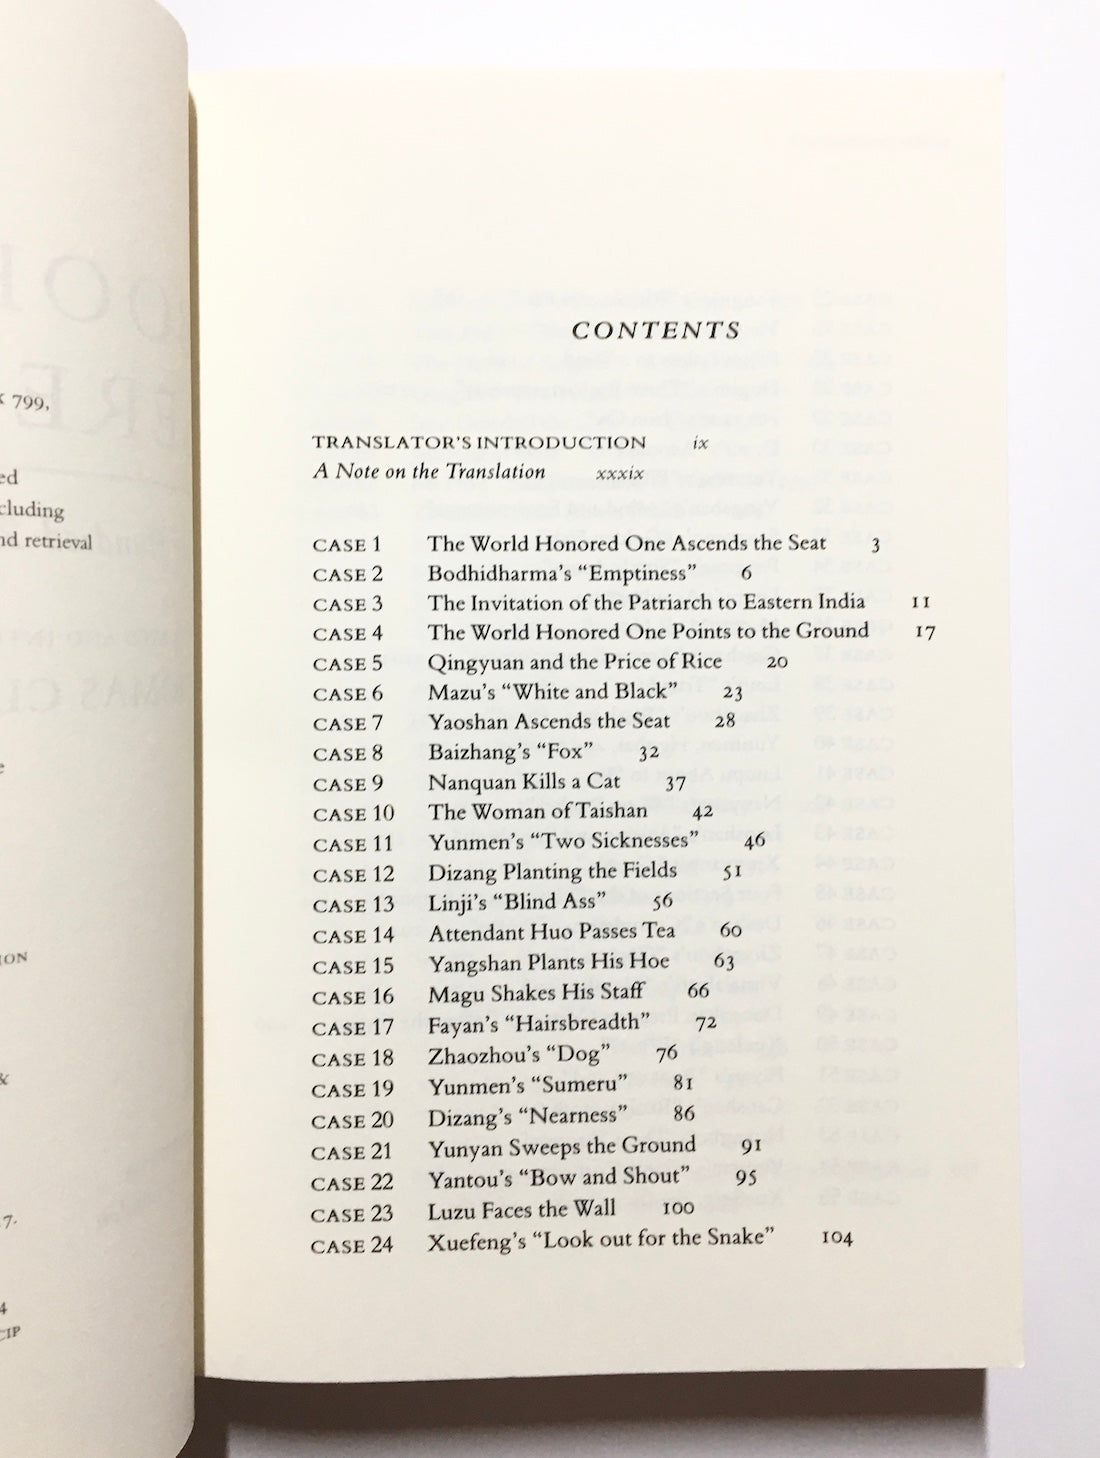 799,
ed
cluding
nd retrieval
CONTENTS
TRANSLATOR'S INTRODUCTION ix
A Note on the Translation xxxix
CASE 1 The World Honored One Ascends the Seat 3
CASE 2 Bodhidharma's “Emptiness” 6
CASE 3 The Invitation of the Patriarch to Eastern India 11
CASE 4 The World Honored One Points to the Ground 17
CASE 5 Qingyuan and the Price of Rice 20
CASE 6 Mazu's “White and Black” 23
CASE 7 Yaoshan Ascends the Seat 28
CASE 8 Baizhang's “Fox” 32
CASE 9 Nanquan Kills a Cat 37
CASE 10 The Woman of Taishan 42
CASE 11 Yunmen's “Two Sicknesses” 46
CASE 12 Dizang Planting the Fields 51
CASE 13 Linji's “Blind Ass” 56
CASE 14 Attendant Huo Passes Tea 60
CASE 15 Yangshan Plants His Hoe 63
CASE 16 Magu Shakes His Staff 66
CASE 17 Fayan's “Hairsbreadth” 72
CASE 18 Zhaozhou's “Dog” 76
CASE 19 Yunmen's “Sumeru” 81
CASE 20 Dizang's “Nearness” 86
CASE 21 Yunyan Sweeps the Ground 91
CASE 22 Yantou's “Bow and Shout” 95
CASE 23 Luzu Faces the Wall 100
CASE 24 Xuefeng's “Look out for the Snake” 104